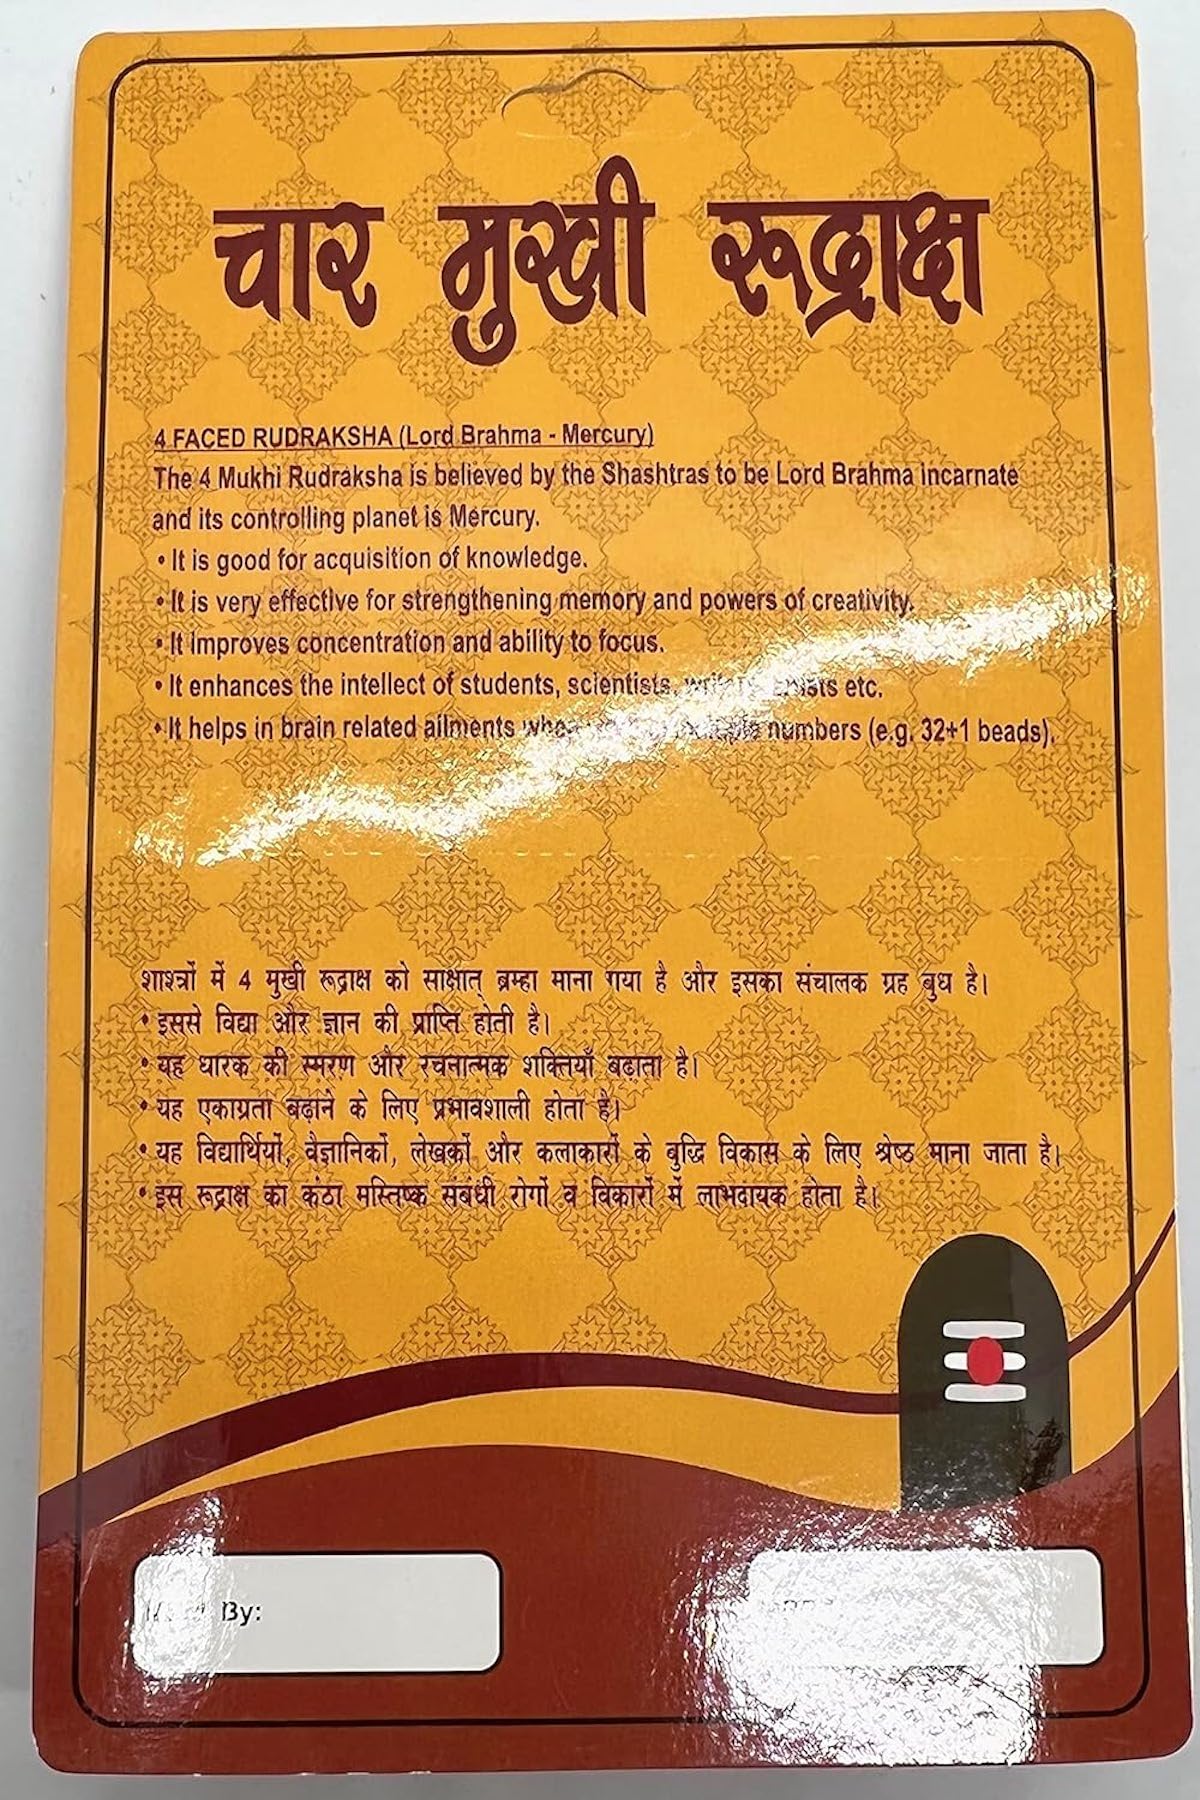 चार मुखी रूद्राक्ष
4 FACED RUDRAKSHA (Lord Brahma - Mercury)
The 4 Mukhi Rudraksha is believed by the Shashtras to be Lord Brahma incarnate
and its controlling planet is Mercury.
• It is good for acquisition of knowledge.
• It is very effective for strengthening memory and powers of creativity.
• It improves concentration and ability to focus.
• It enhances the intellect of students, scientists, etc.
• It helps in brain related ailments numbers (e.g. 32+1 beads).
शाश्त्रों में 4 मुखी रूद्राक्ष को साक्षात् ब्रम्हा माना गया है और इसका संचालक ग्रह बुध है।
• इससे विद्या और ज्ञान की प्राप्ति होती है।
• यह धारक की स्मरण और रचनात्मक शक्तियाँ बढ़ाता है।
• यह एकाग्रता बढ़ाने के लिए प्रभावशाली होता है।
• यह विद्यार्थियों, वैज्ञानिकों, लेखकों और कलाकारों के बुद्धि विकास के लिए श्रेष्ठ माना जाता है।
• इस रूद्राक्ष का कंठा मस्तिष्क संबंधी रोगों व विकारों में लाभदायक होता है।
By: